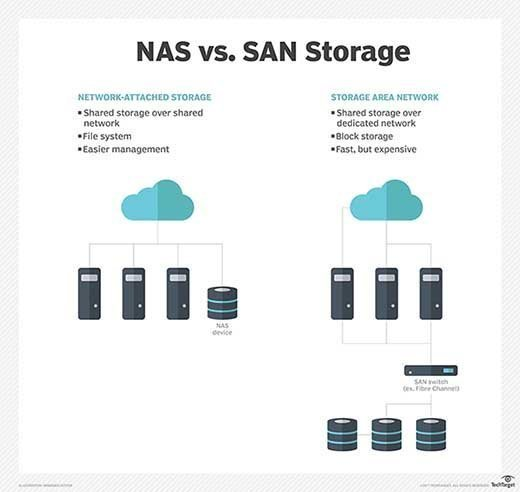 NAS vs. SAN Storage
NETWORK-ATTACHED STORAGE
▪Shared storage over shared
network
▪File system
▪Easier management
STORAGE AREA NETWORK
▪Shared storage over
dedicated network
▪Block storage
▪Fast, but expensive
NAS
device
SAN switch
(ex. Fibre Channel)
TechTarget